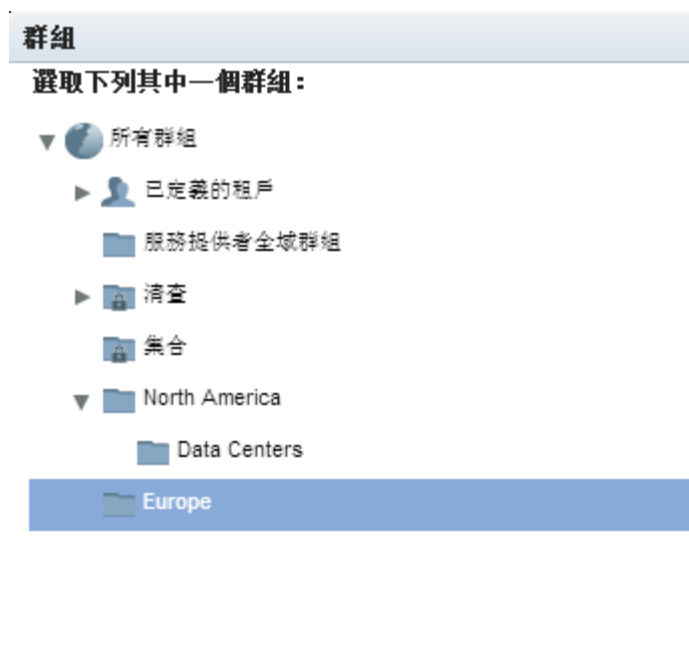 群組
選取下列其中一個群組：
所有群組
已定義的租戶
服務提供者全域群組
清查
集合
North America
Data Centers
Europe